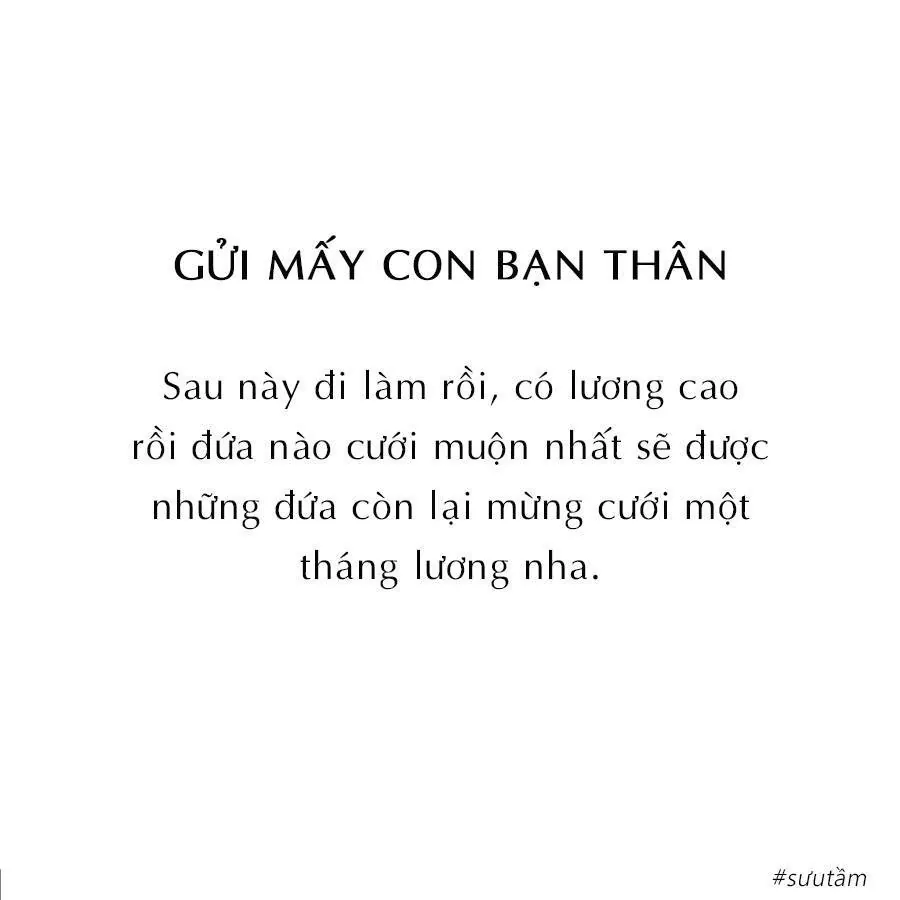 GỬI MẤY CON BẠN THÂN
Sau này đi làm rồi, có lương cao
rồi đứa nào cưới muộn nhất sẽ được
những đứa còn lại mừng cưới một
tháng lương nha.
#sưutầm